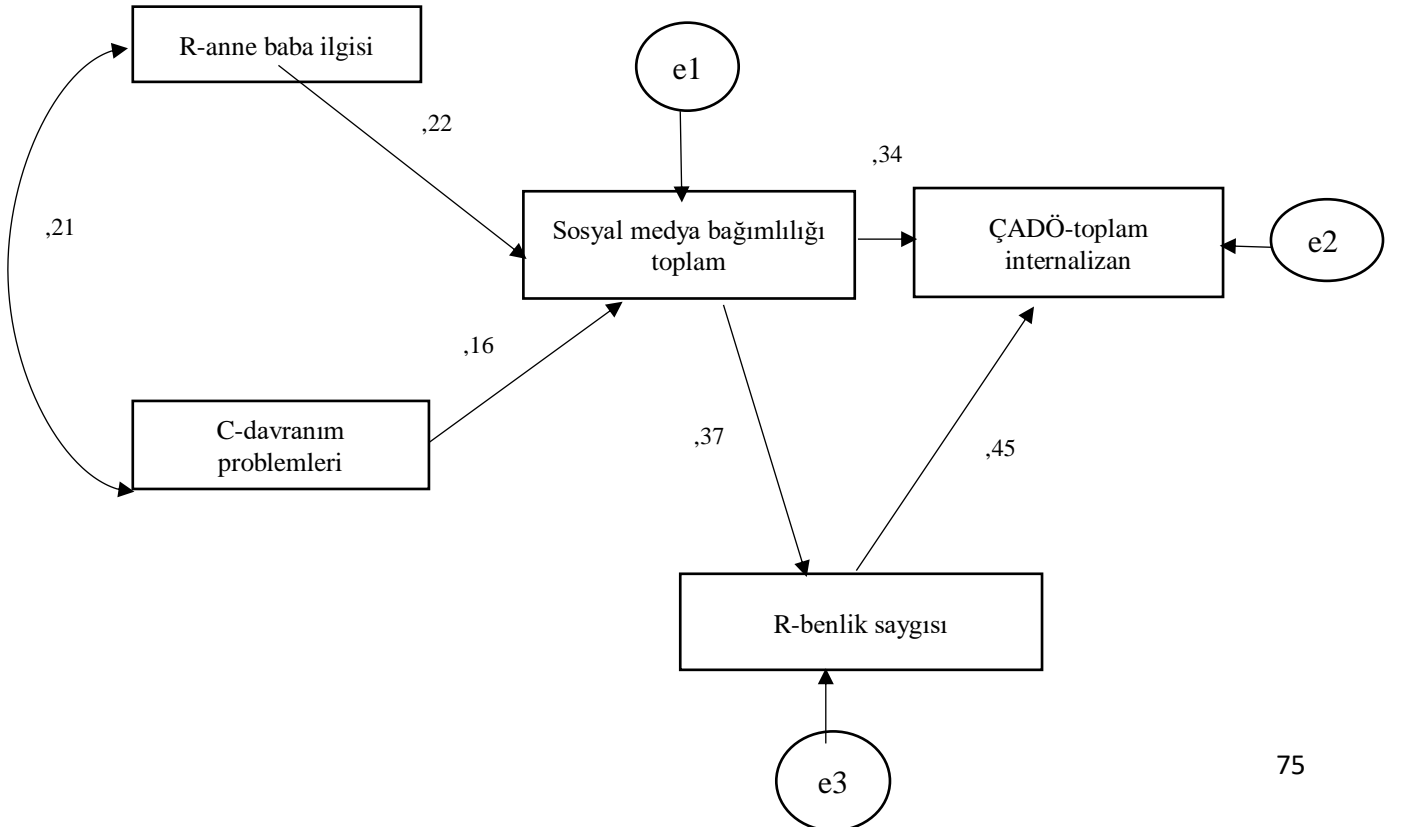 R-anne baba ilgisi
e1
,22
,34
,21
Sosyal medya bağımlılığı
toplam
ÇADÖ-toplam
internalizan
e2
,16
C-davranım
problemleri
,37
,45
R-benlik saygısı
e3
75